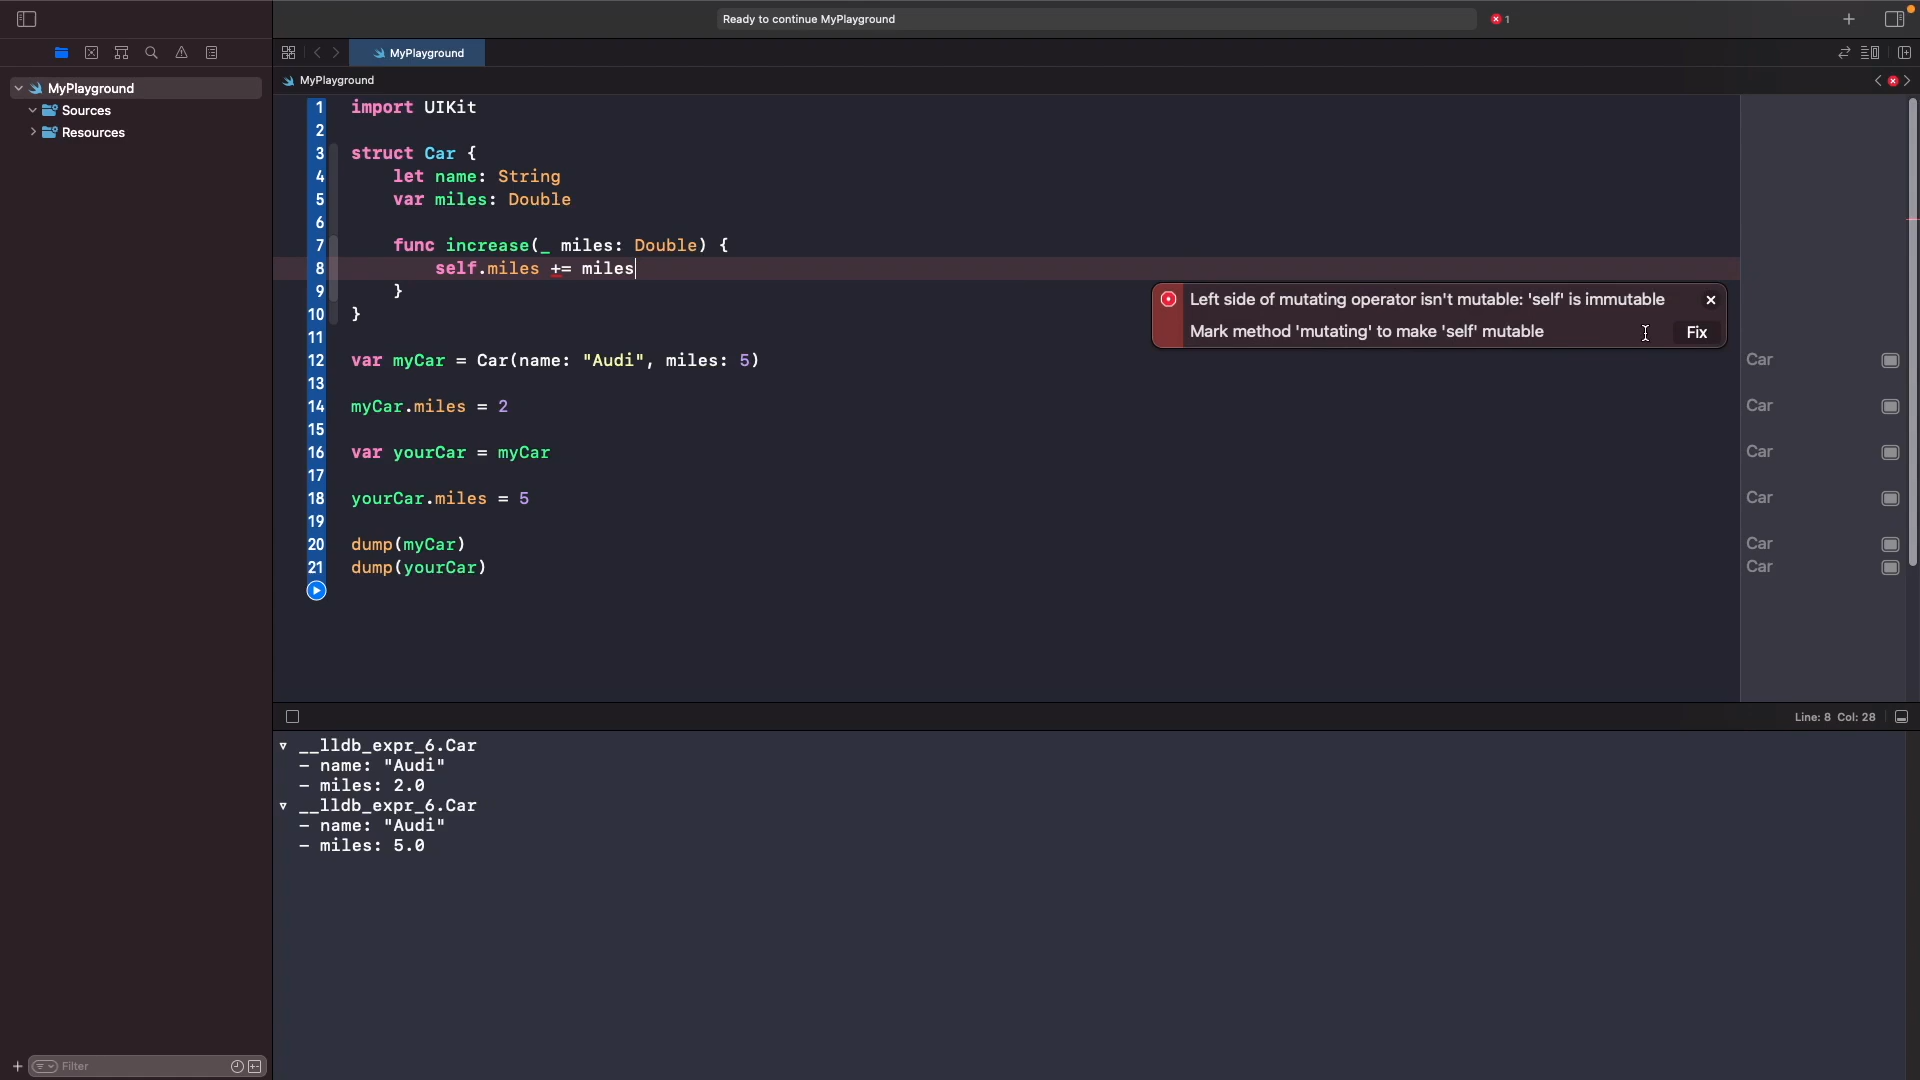 Ready to continue MyPlayground
1
MyPlayground
MyPlayground
MyPlayground
Sources
Resources
1 import UIKit
2
3 struct Car {
4 let name: String
5 var miles: Double
6
7 func increase(_ miles: Double) {
8 self.miles += miles
9 }
10 }
11
12 var myCar = Car(name: "Audi", miles: 5)
13
14 myCar.miles = 2
15
16 var yourCar = myCar
17
18 yourCar.miles = 5
19
20 dump(myCar)
21 dump(yourCar)
Left side of mutating operator isn't mutable: 'self' is immutable
Mark method 'mutating' to make 'self' mutable
Fix
Car
Car
Car
Car
Car
Car
Line: 8 Col: 28
▿ __lldb_expr_6.Car
- name: "Audi"
- miles: 2.0
▿ __lldb_expr_6.Car
- name: "Audi"
- miles: 5.0
Filter